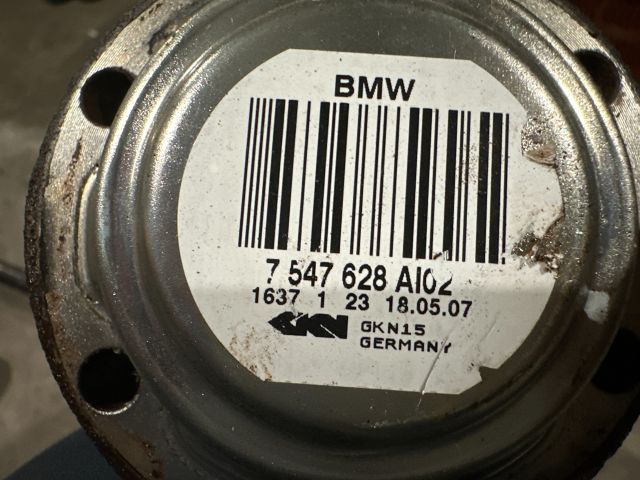 BMW
7 547 628 AI02
1637 1 23 18.05.07
GKN GKN15
GERMANY